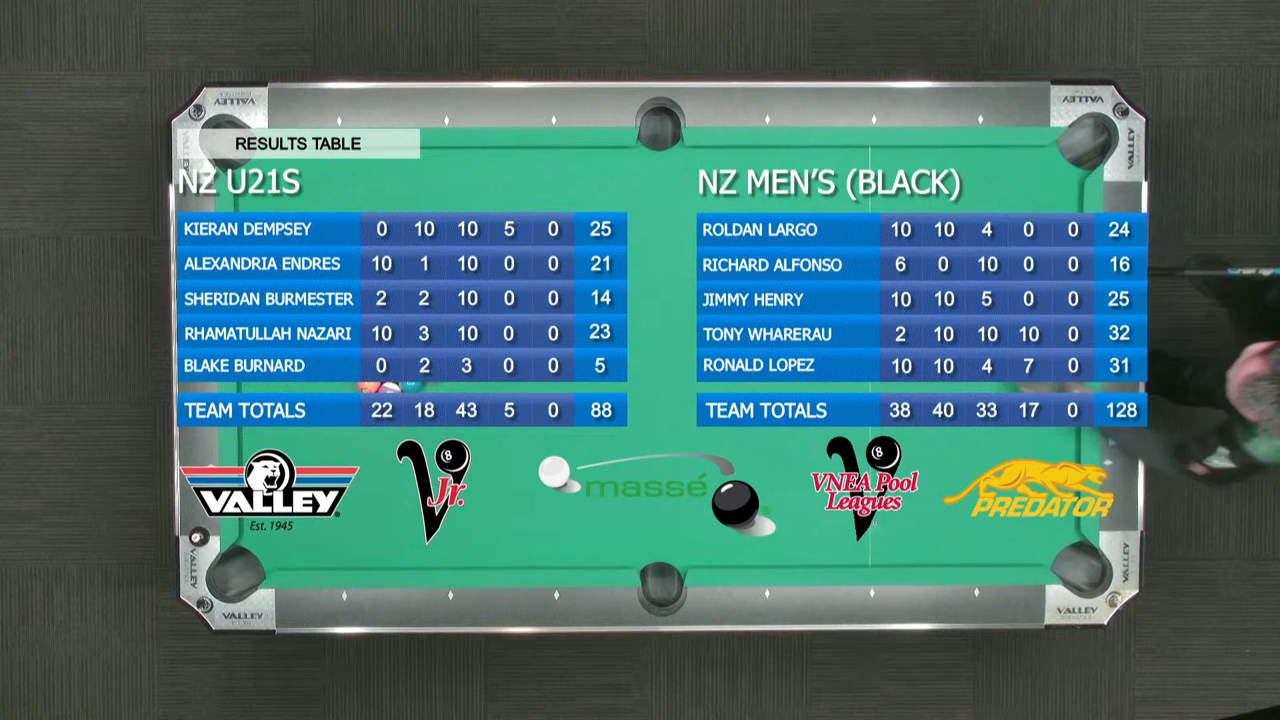 RESULTS TABLE
NZ U21S
KIERAN DEMPSEY 0 10 10 5 0 25
ALEXANDRIA ENDRES 10 1 10 0 0 21
SHERIDAN BURMESTER 2 2 10 0 0 14
RHAMATULLAH NAZARI 10 3 10 0 0 23
BLAKE BURNARD 0 2 3 0 0 5
TEAM TOTALS 22 18 43 5 0 88
NZ MEN'S (BLACK)
ROLDAN LARGO 10 10 4 0 0 24
RICHARD ALFONSO 6 0 10 0 0 16
JIMMY HENRY 10 10 5 0 0 25
TONY WHARERAU 2 10 10 10 0 32
RONALD LOPEZ 10 10 4 7 0 31
TEAM TOTALS 38 40 33 17 0 128
VALLEY
Est. 1945
V 8
Jr.
massé
8
VNEA Pool
Leagues
PREDATOR
VALLEY
VALLEY
VALLEY
VALLEY
VALLEY
VALLEY
VALLEY